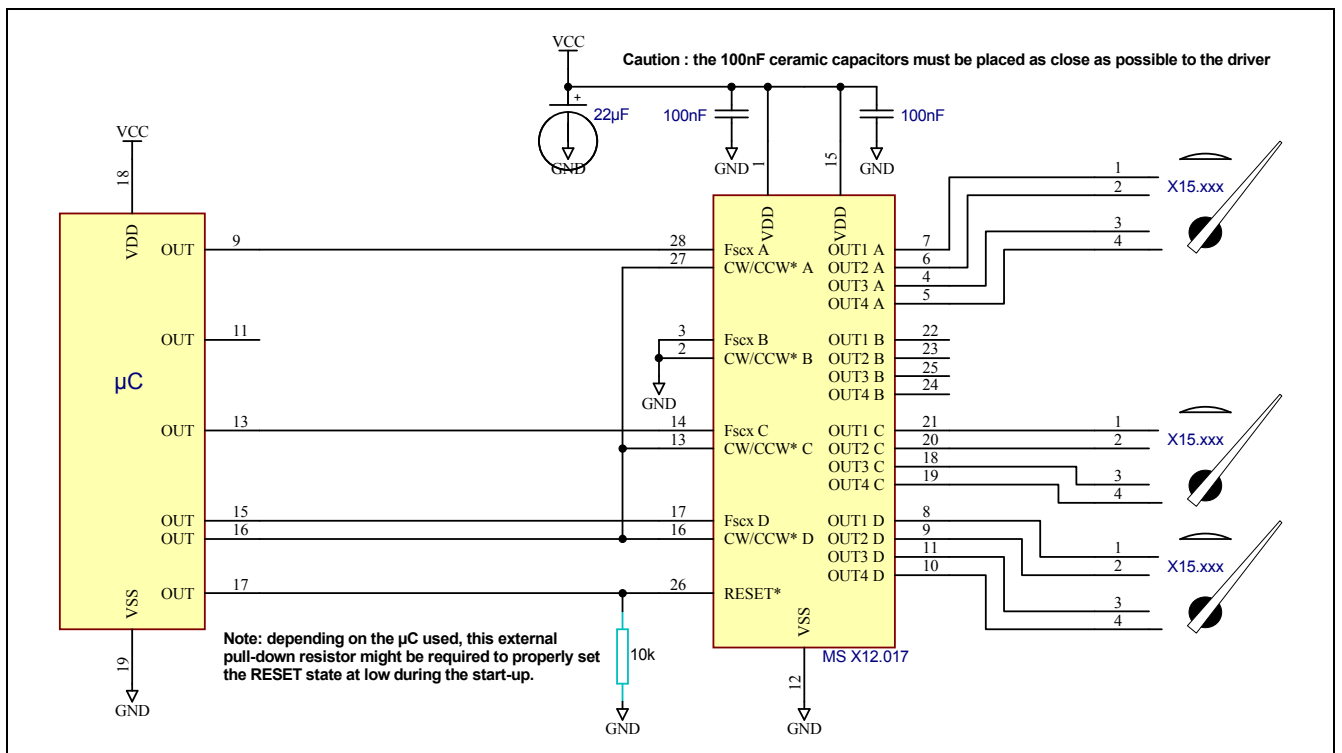 VCC
Caution : the 100nF ceramic capacitors must be placed as close as possible to the driver
+
22µF
GND
100nF
GND
100nF
GND
VCC
18
VDD
µC
OUT 9
OUT 11
OUT 13
OUT 15
OUT 16
OUT 17
VSS
19
GND
Note: depending on the µC used, this external
pull-down resistor might be required to properly set
the RESET state at low during the start-up.
10k
GND
1
VDD
15
VDD
28 Fscx A
27 CW/CCW* A
3 Fscx B
2 CW/CCW* B
GND
14 Fscx C
13 CW/CCW* C
17 Fscx D
16 CW/CCW* D
26 RESET*
OUT1 A 7
OUT2 A 6
OUT3 A 4
OUT4 A 5
OUT1 B 22
OUT2 B 23
OUT3 B 25
OUT4 B 24
OUT1 C 21
OUT2 C 20
OUT3 C 18
OUT4 C 19
OUT1 D 8
OUT2 D 9
OUT3 D 11
OUT4 D 10
VSS
MS X12.017
12
GND
1
2
3
4
X15.xxx
1
2
3
4
X15.xxx
1
2
3
4
X15.xxx